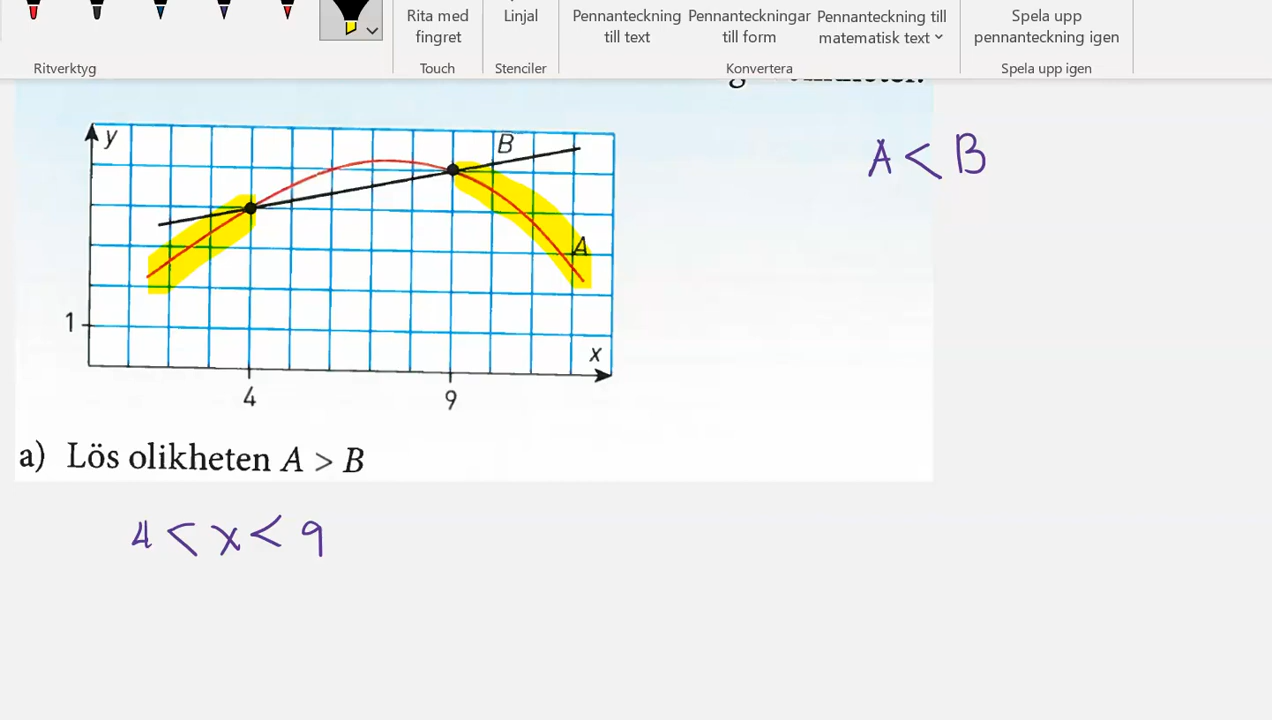 Rita med fingret
Linjal
Pennanteckning till text
Pennanteckningar till form
Pennanteckning till matematisk text
Spela upp pennanteckning igen
Ritverktyg
Touch
Stenciler
Konvertera
Spela upp igen
y
B
A < B
A
1
x
4
9
a) Lös olikheten A > B
4 < x < 9